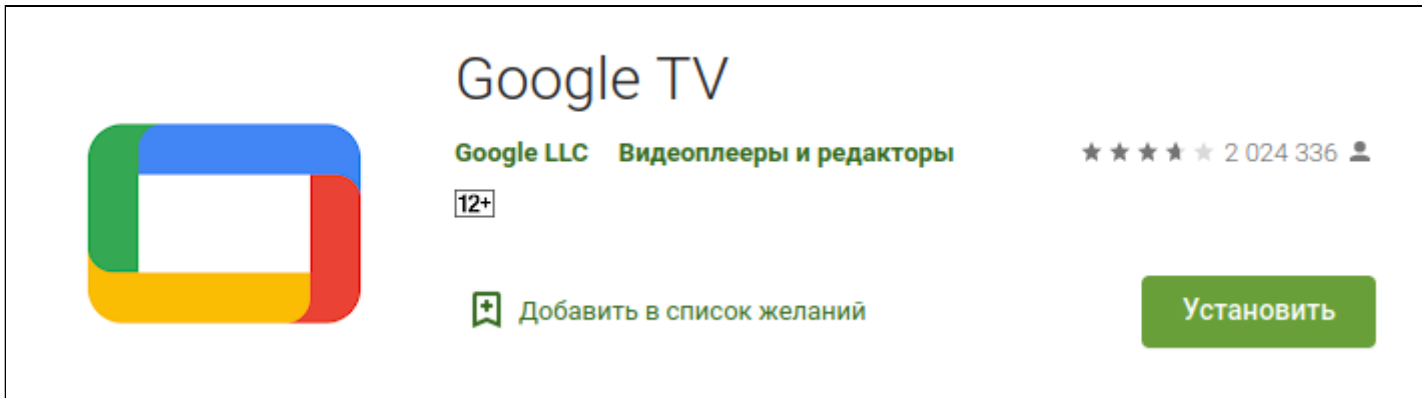 Google TV
Google LLC Видеоплееры и редакторы 2 024 336
12+
Добавить в список желаний Установить